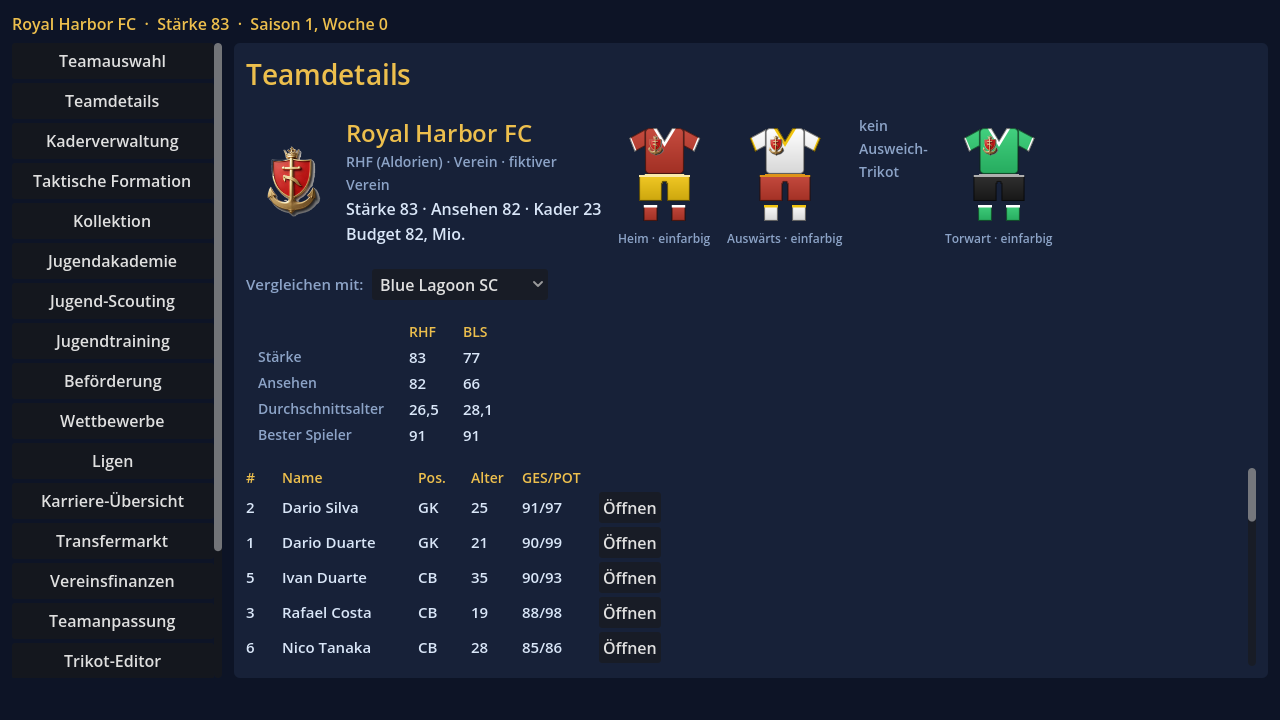 Royal Harbor FC · Stärke 83 · Saison 1, Woche 0
Teamauswahl
Teamdetails
Kaderverwaltung
Taktische Formation
Kollektion
Jugendakademie
Jugend-Scouting
Jugendtraining
Beförderung
Wettbewerbe
Ligen
Karriere-Übersicht
Transfermarkt
Vereinsfinanzen
Teamanpassung
Trikot-Editor
Teamdetails
Royal Harbor FC
RHF (Aldorien) · Verein · fiktiver
Verein
Stärke 83 · Ansehen 82 · Kader 23
Budget 82, Mio.
Heim · einfarbig
Auswärts · einfarbig
kein
Ausweich-
Trikot
Torwart · einfarbig
Vergleichen mit: Blue Lagoon SC
RHF BLS
Stärke 83 77
Ansehen 82 66
Durchschnittsalter 26,5 28,1
Bester Spieler 91 91
# Name Pos. Alter GES/POT
2 Dario Silva GK 25 91/97 Öffnen
1 Dario Duarte GK 21 90/99 Öffnen
5 Ivan Duarte CB 35 90/93 Öffnen
3 Rafael Costa CB 19 88/98 Öffnen
6 Nico Tanaka CB 28 85/86 Öffnen